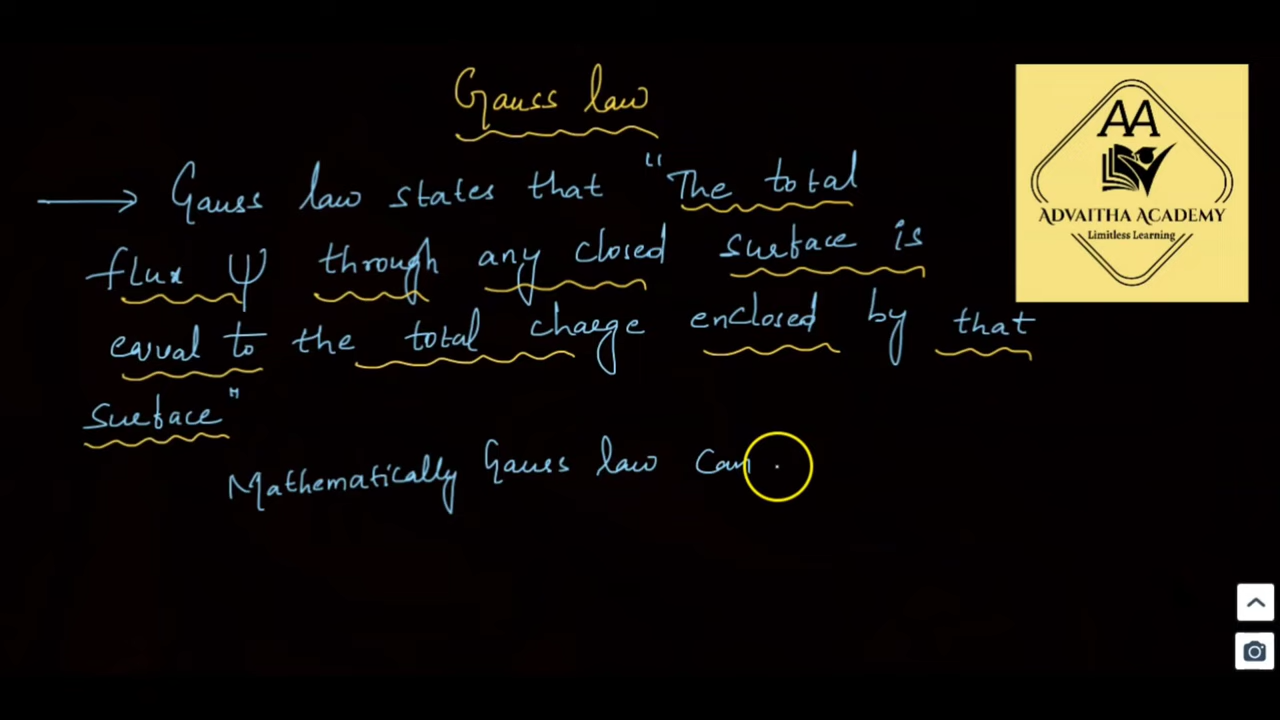 Gauss law
Gauss law states that "The total
flux ψ through any closed surface is
equal to the total charge enclosed by that
surface"
Mathematically Gauss law can
AA
ADVAITHA ACADEMY
Limitless Learning